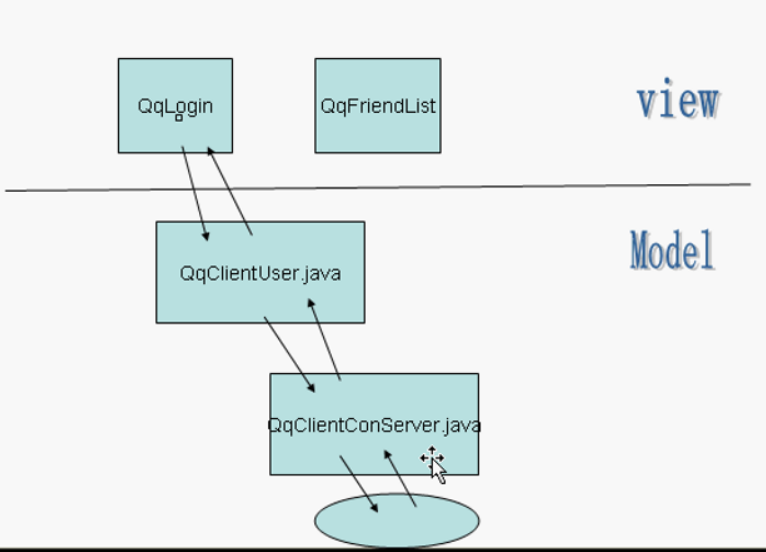 QqLogin
QqFriendList
view
QqClientUser.java
Model
QqClientConServer.java